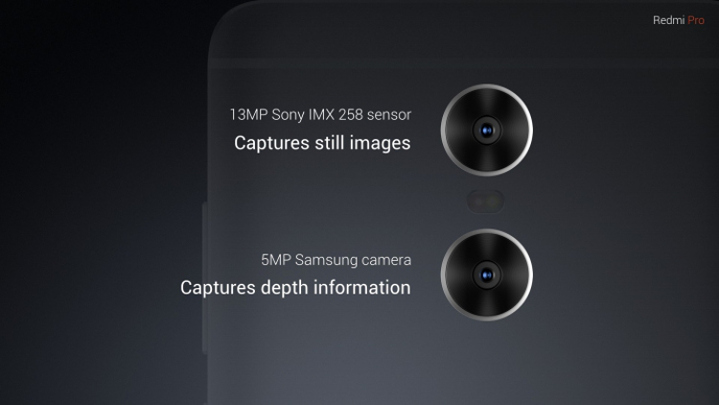 Redmi Pro
13MP Sony IMX 258 sensor
Captures still images
5MP Samsung camera
Captures depth information